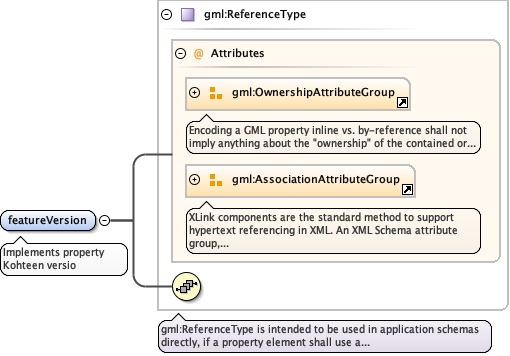 gml:ReferenceType
@ Attributes
gml:OwnershipAttributeGroup
Encoding a GML property inline vs. by-reference shall not
imply anything about the "ownership" of the contained or...
gml:AssociationAttributeGroup
XLink components are the standard method to support
hypertext referencing in XML. An XML Schema attribute
group,...
featureVersion
Implements property
Kohteen versio
gml:ReferenceType is intended to be used in application schemas
directly, if a property element shall use a...